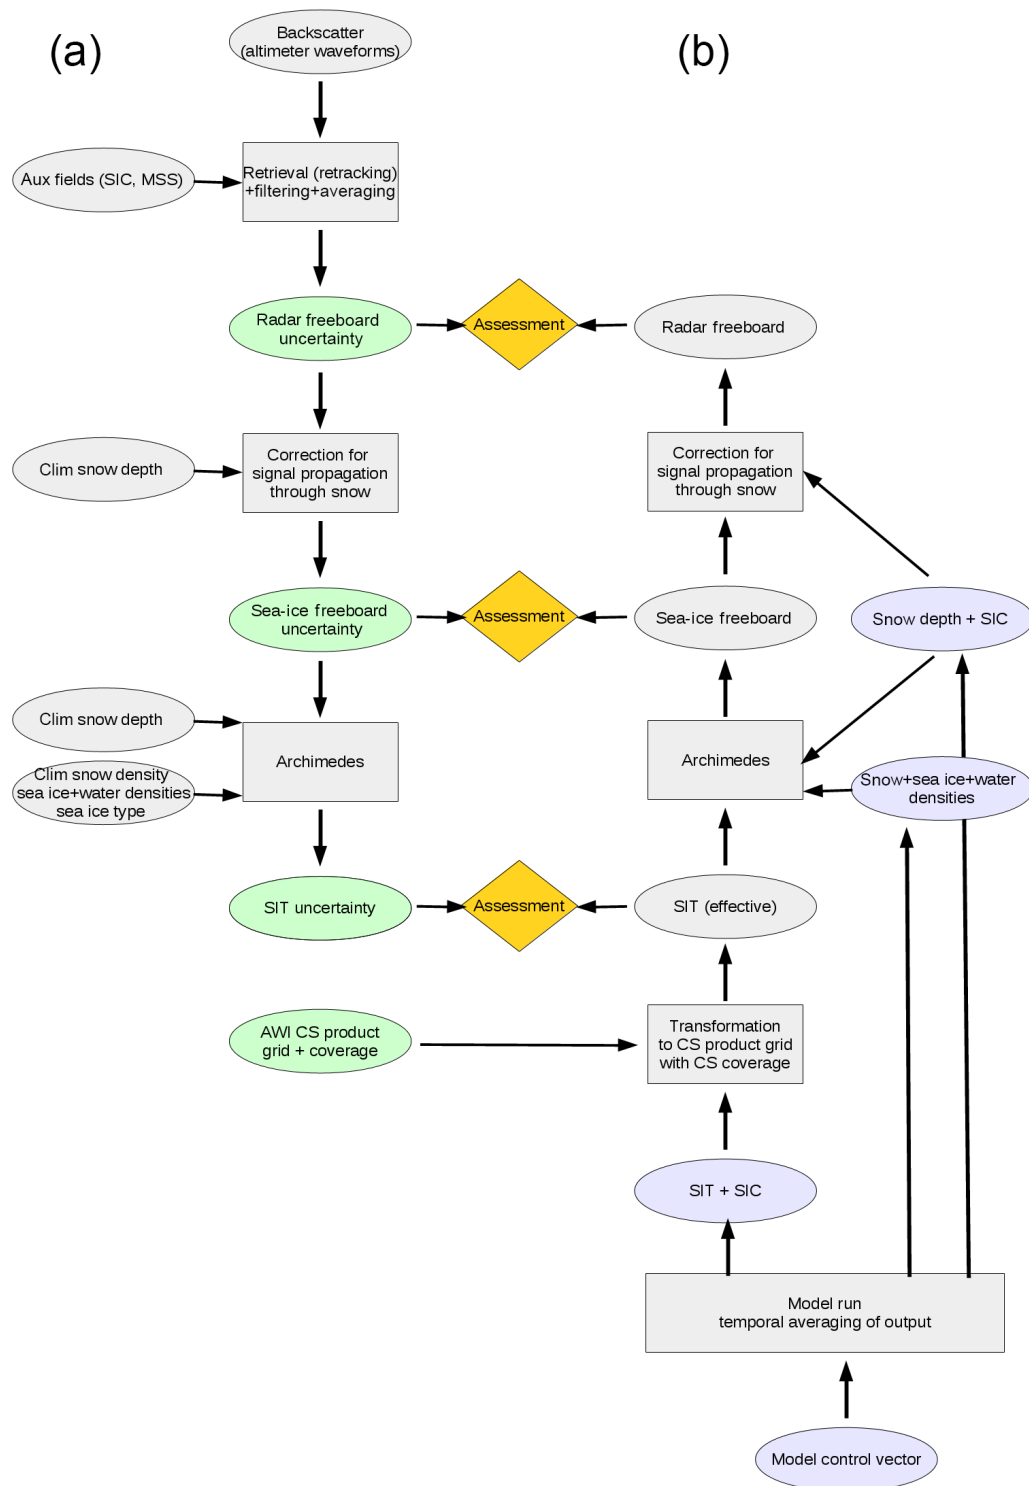 (a)
(b)
Backscatter
(altimeter waveforms)
Aux fields (SIC, MSS)
Retrieval (retracking)
+filtering+averaging
Radar freeboard
uncertainty
Assessment
Radar freeboard
Clim snow depth
Correction for
signal propagation
through snow
Correction for
signal propagation
through snow
Sea-ice freeboard
uncertainty
Assessment
Sea-ice freeboard
Snow depth + SIC
Clim snow depth
Clim snow density
sea ice+water densities
sea ice type
Archimedes
Archimedes
Snow+sea ice+water
densities
SIT uncertainty
Assessment
SIT (effective)
AWI CS product
grid + coverage
Transformation
to CS product grid
with CS coverage
SIT + SIC
Model run
temporal averaging of output
Model control vector